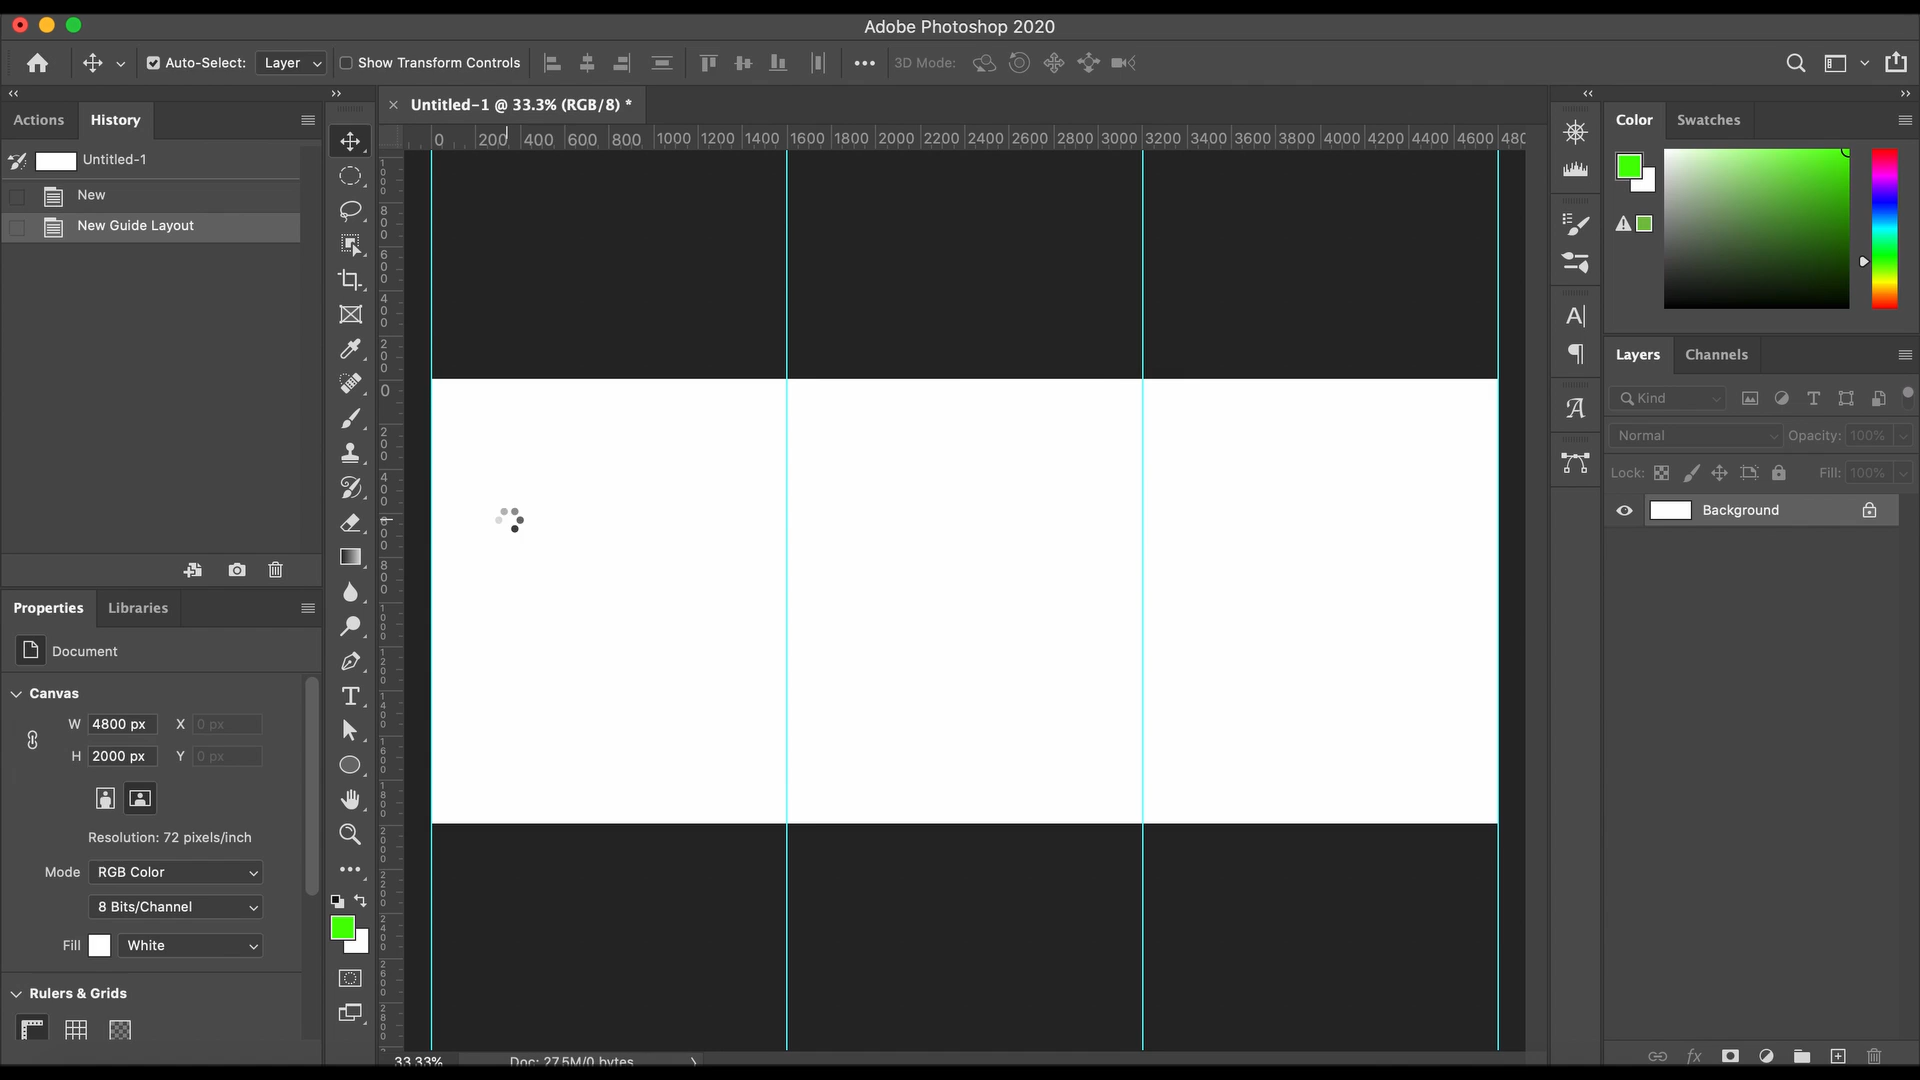 Adobe Photoshop 2020
Auto-Select: Layer Show Transform Controls 3D Mode:
Actions History
Untitled-1 @ 33.3% (RGB/8) *
Color Swatches
0 200 400 600 800 1000 1200 1400 1600 1800 2000 2200 2400 2600 2800 3000 3200 3400 3600 3800 4000 4200 4400 4600
Untitled-1
New
New Guide Layout
Layers Channels
Kind
Normal Opacity: 100%
Lock: Fill: 100%
Background
Properties Libraries
Document
Canvas
W 4800 px X 0 px
H 2000 px Y 0 px
Resolution: 72 pixels/inch
Mode RGB Color
8 Bits/Channel
Fill White
Rulers & Grids
33.33% Doc: 27.5M/0 bytes